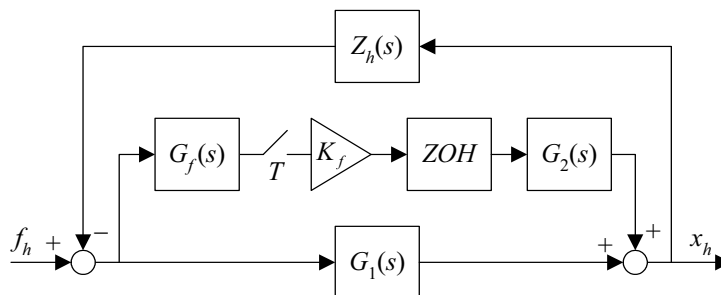 Z_h(s)
G_f(s)
T
K_f
ZOH
G_2(s)
f_h
+
−
G_1(s)
+
+
x_h